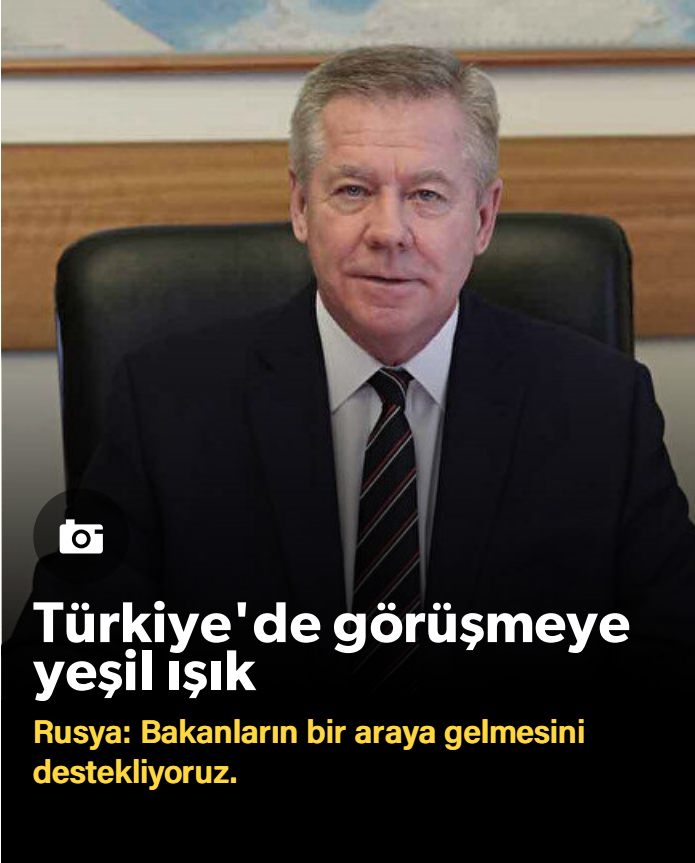 Türkiye'de görüşmeye
yeşil ışık
Rusya: Bakanların bir araya gelmesini
destekliyoruz.